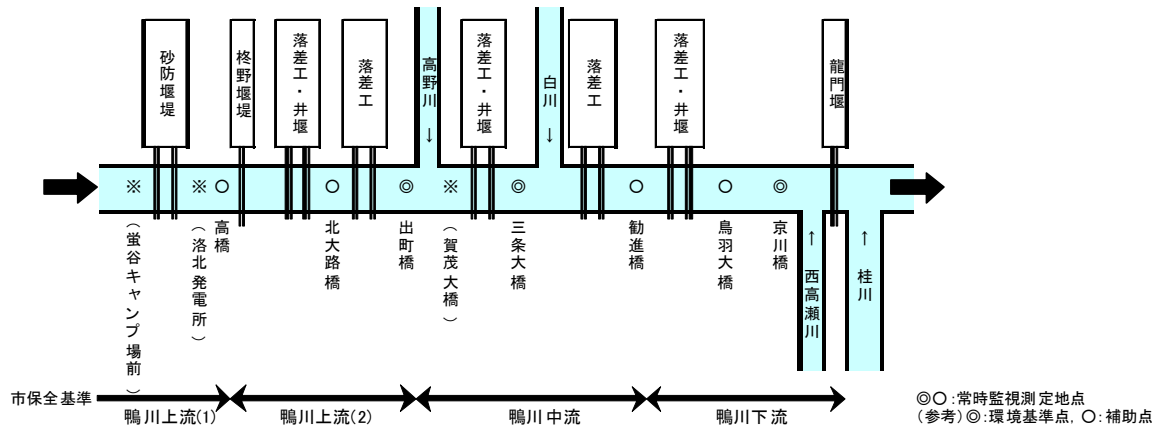 砂防堰堤
柊野堰堤
落差工・井堰
落差工
高野川
↓
落差工・井堰
白川
↓
落差工
落差工・井堰
龍門堰
※
※
○
○
◎
※
◎
○
○
◎
(蛍谷キャンプ場前)
(洛北発電所)
高橋
北大路橋
出町橋
(賀茂大橋)
三条大橋
勧進橋
鳥羽大橋
京川橋
↑
西高瀬川
↑
桂川
市保全基準
鴨川上流(1)
鴨川上流(2)
鴨川中流
鴨川下流
◎○:常時監視測定地点
(参考)◎:環境基準点, ○:補助点